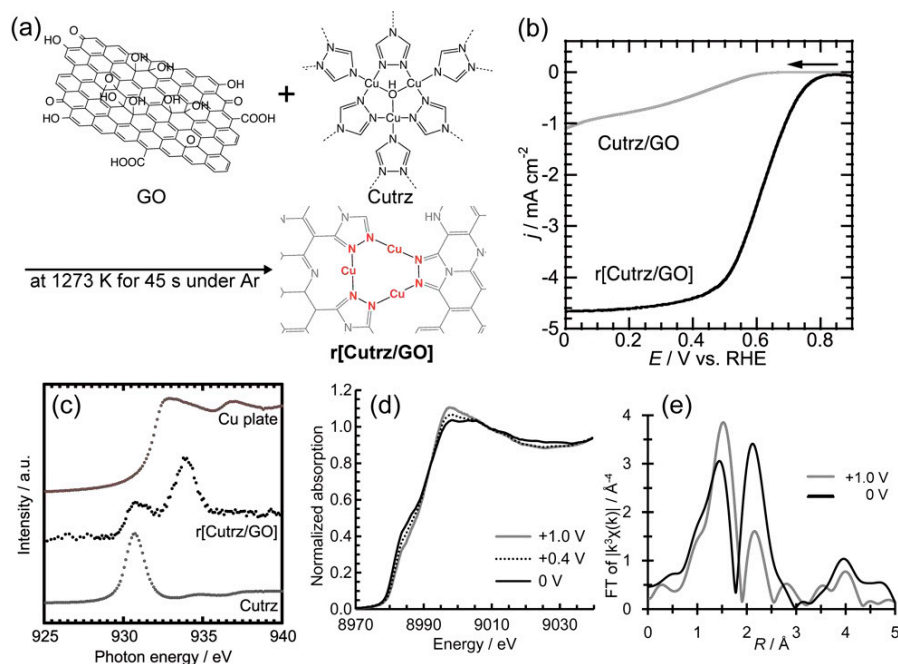 (a)
O
HO
OH
OH
OH
O
OH
HO
OH
OH
OH
HO
O
O
HO
COOH
O
COOH
HOOC
GO
+
N
N
N
N
N
N
N
N
N
Cu
N
N
Cu
H
O
N
N
N
N
Cu
N
N
N
N
N
N
N
Cutrz
at 1273 K for 45 s under Ar
N
N
N
Cu
HN
N
N
N
Cu
N
N
N
N
N
Cu
N
r[Cutrz/GO]
(b)
0
-1
-2
-3
-4
-5
j / mA cm-2
Cutrz/GO
r[Cutrz/GO]
0 0.2 0.4 0.6 0.8
E / V vs. RHE
(c)
Cu plate
r[Cutrz/GO]
Cutrz
Intensity / a.u.
925 930 935 940
Photon energy / eV
(d)
1.2
1.0
0.8
0.6
0.4
0.2
0.0
Normalized absorption
+1.0 V
+0.4 V
0 V
8970 8990 9010 9030
Energy / eV
(e)
4
3
2
1
0
FT of |k³χ(k)| / Å-4
+1.0 V
0 V
0 1 2 3 4 5
R / Å